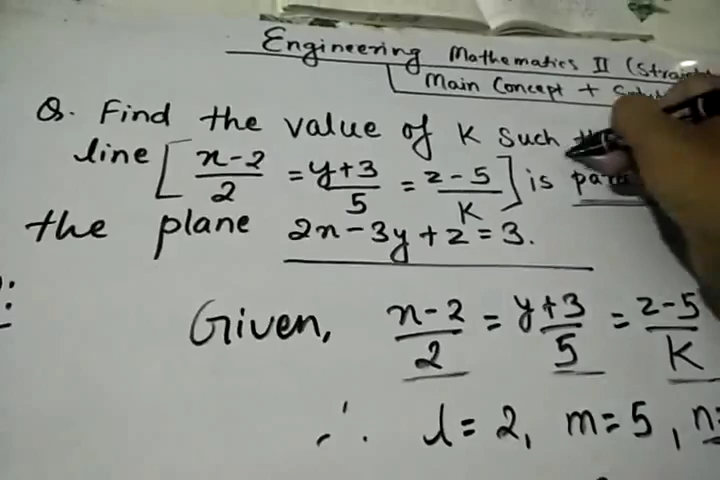 Engineering Mathematics II (Stra
Main Concept +
Q. Find the value of K such
line [ x-2/2 = y+3/5 = z-5/K ] is
the plane 2x-3y+z=3.
Given, x-2/2 = y+3/5 = z-5/K
∴ l=2, m=5, n=